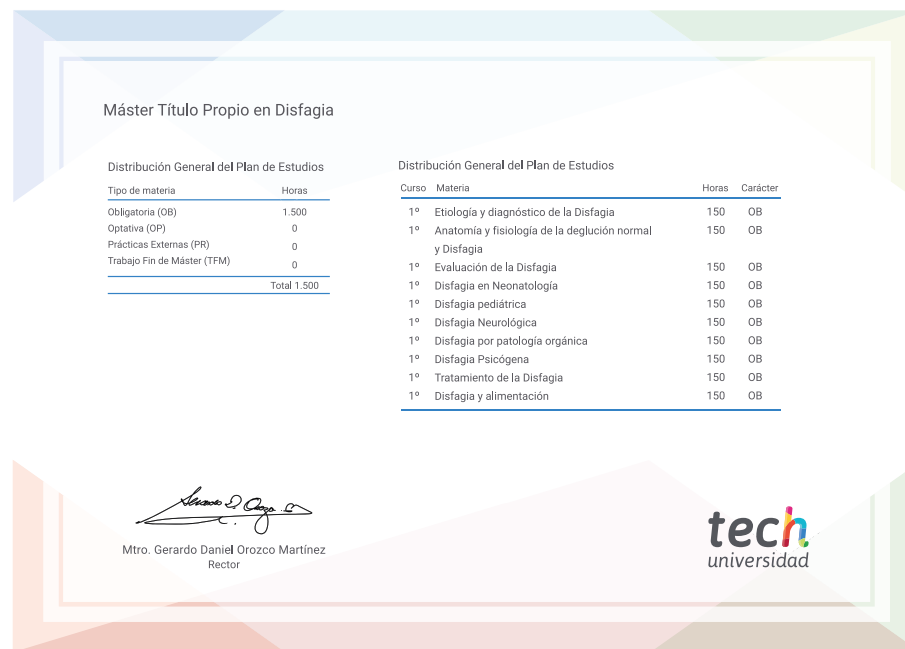 Máster Título Propio en Disfagia
Distribución General del Plan de Estudios
Tipo de materia Horas
Obligatoria (OB) 1.500
Optativa (OP) 0
Prácticas Externas (PR) 0
Trabajo Fin de Máster (TFM) 0
Total 1.500
Distribución General del Plan de Estudios
Curso Materia Horas Carácter
1º Etiología y diagnóstico de la Disfagia 150 OB
1º Anatomía y fisiología de la deglución normal 150 OB
y Disfagia
1º Evaluación de la Disfagia 150 OB
1º Disfagia en Neonatología 150 OB
1º Disfagia pediátrica 150 OB
1º Disfagia Neurológica 150 OB
1º Disfagia por patología orgánica 150 OB
1º Disfagia Psicógena 150 OB
1º Tratamiento de la Disfagia 150 OB
1º Disfagia y alimentación 150 OB
Mtro. Gerardo Daniel Orozco Martínez
Rector
tech
universidad